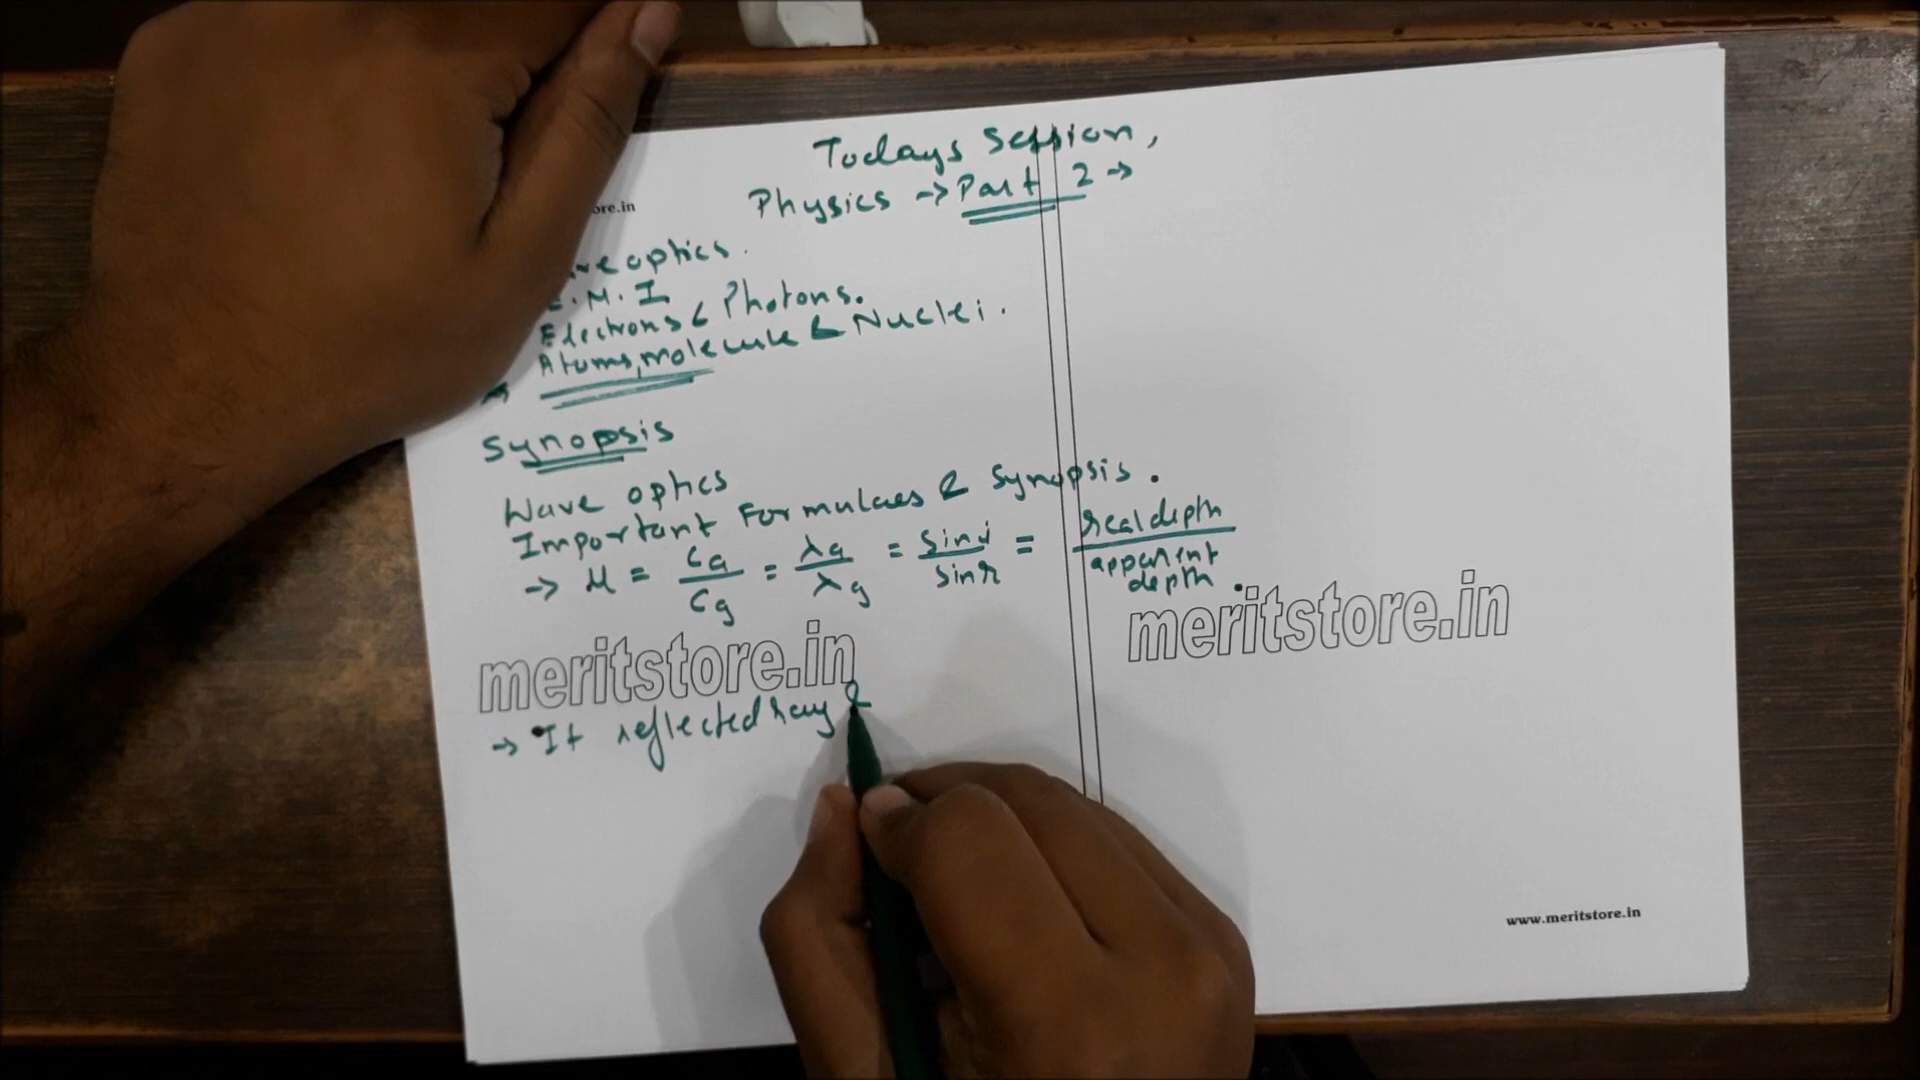 Todays Session,
Physics -> Part 2 ->
ore.in
ve optics.
E.M.I
Electrons & Photons.
Atoms, molecule & Nuclei.
Synopsis
Wave optics
Important Formulaes & Synopsis.
-> μ = Ca/Cg = λa/λg = sin i/sin r = real depth/apparent depth.
meritstore.in
meritstore.in
-> It reflected ray &
www.meritstore.in